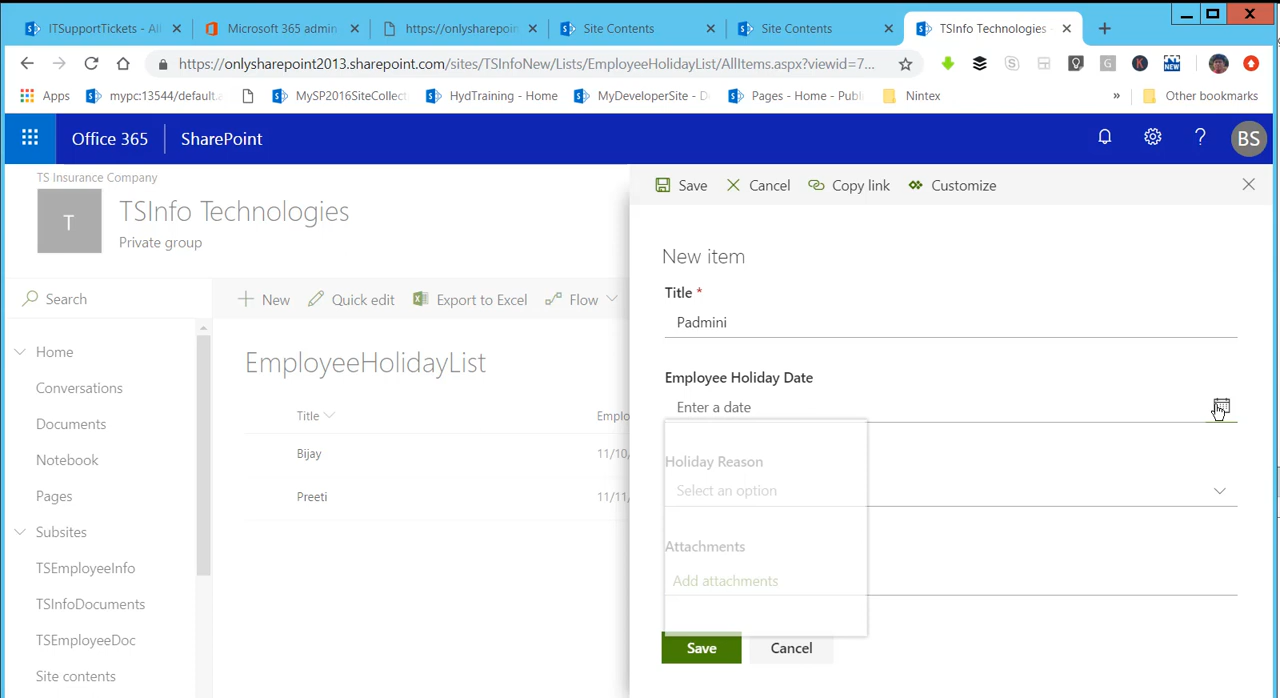 ITSupportTickets - All
Microsoft 365 admin
https://onlysharepoint
Site Contents
Site Contents
TSInfo Technologies
https://onlysharepoint2013.sharepoint.com/sites/TSInfoNew/Lists/EmployeeHolidayList/AllItems.aspx?viewid=7...
NEW
Apps
mypc:13544/default.
MySP2016SiteCollect
HydTraining - Home
MyDeveloperSite - D
Pages - Home - Publ
Nintex
»
Other bookmarks
Office 365
SharePoint
?
BS
TS Insurance Company
T
TSInfo Technologies
Private group
Save
Cancel
Copy link
Customize
Search
New
Quick edit
Export to Excel
Flow
Home
Conversations
Documents
Notebook
Pages
Subsites
TSEmployeeInfo
TSInfoDocuments
TSEmployeeDoc
Site contents
EmployeeHolidayList
Title
Emplo
Bijay
11/10/
Preeti
11/11/
New item
Title *
Padmini
Employee Holiday Date
Enter a date
Holiday Reason
Select an option
Attachments
Add attachments
Save
Cancel